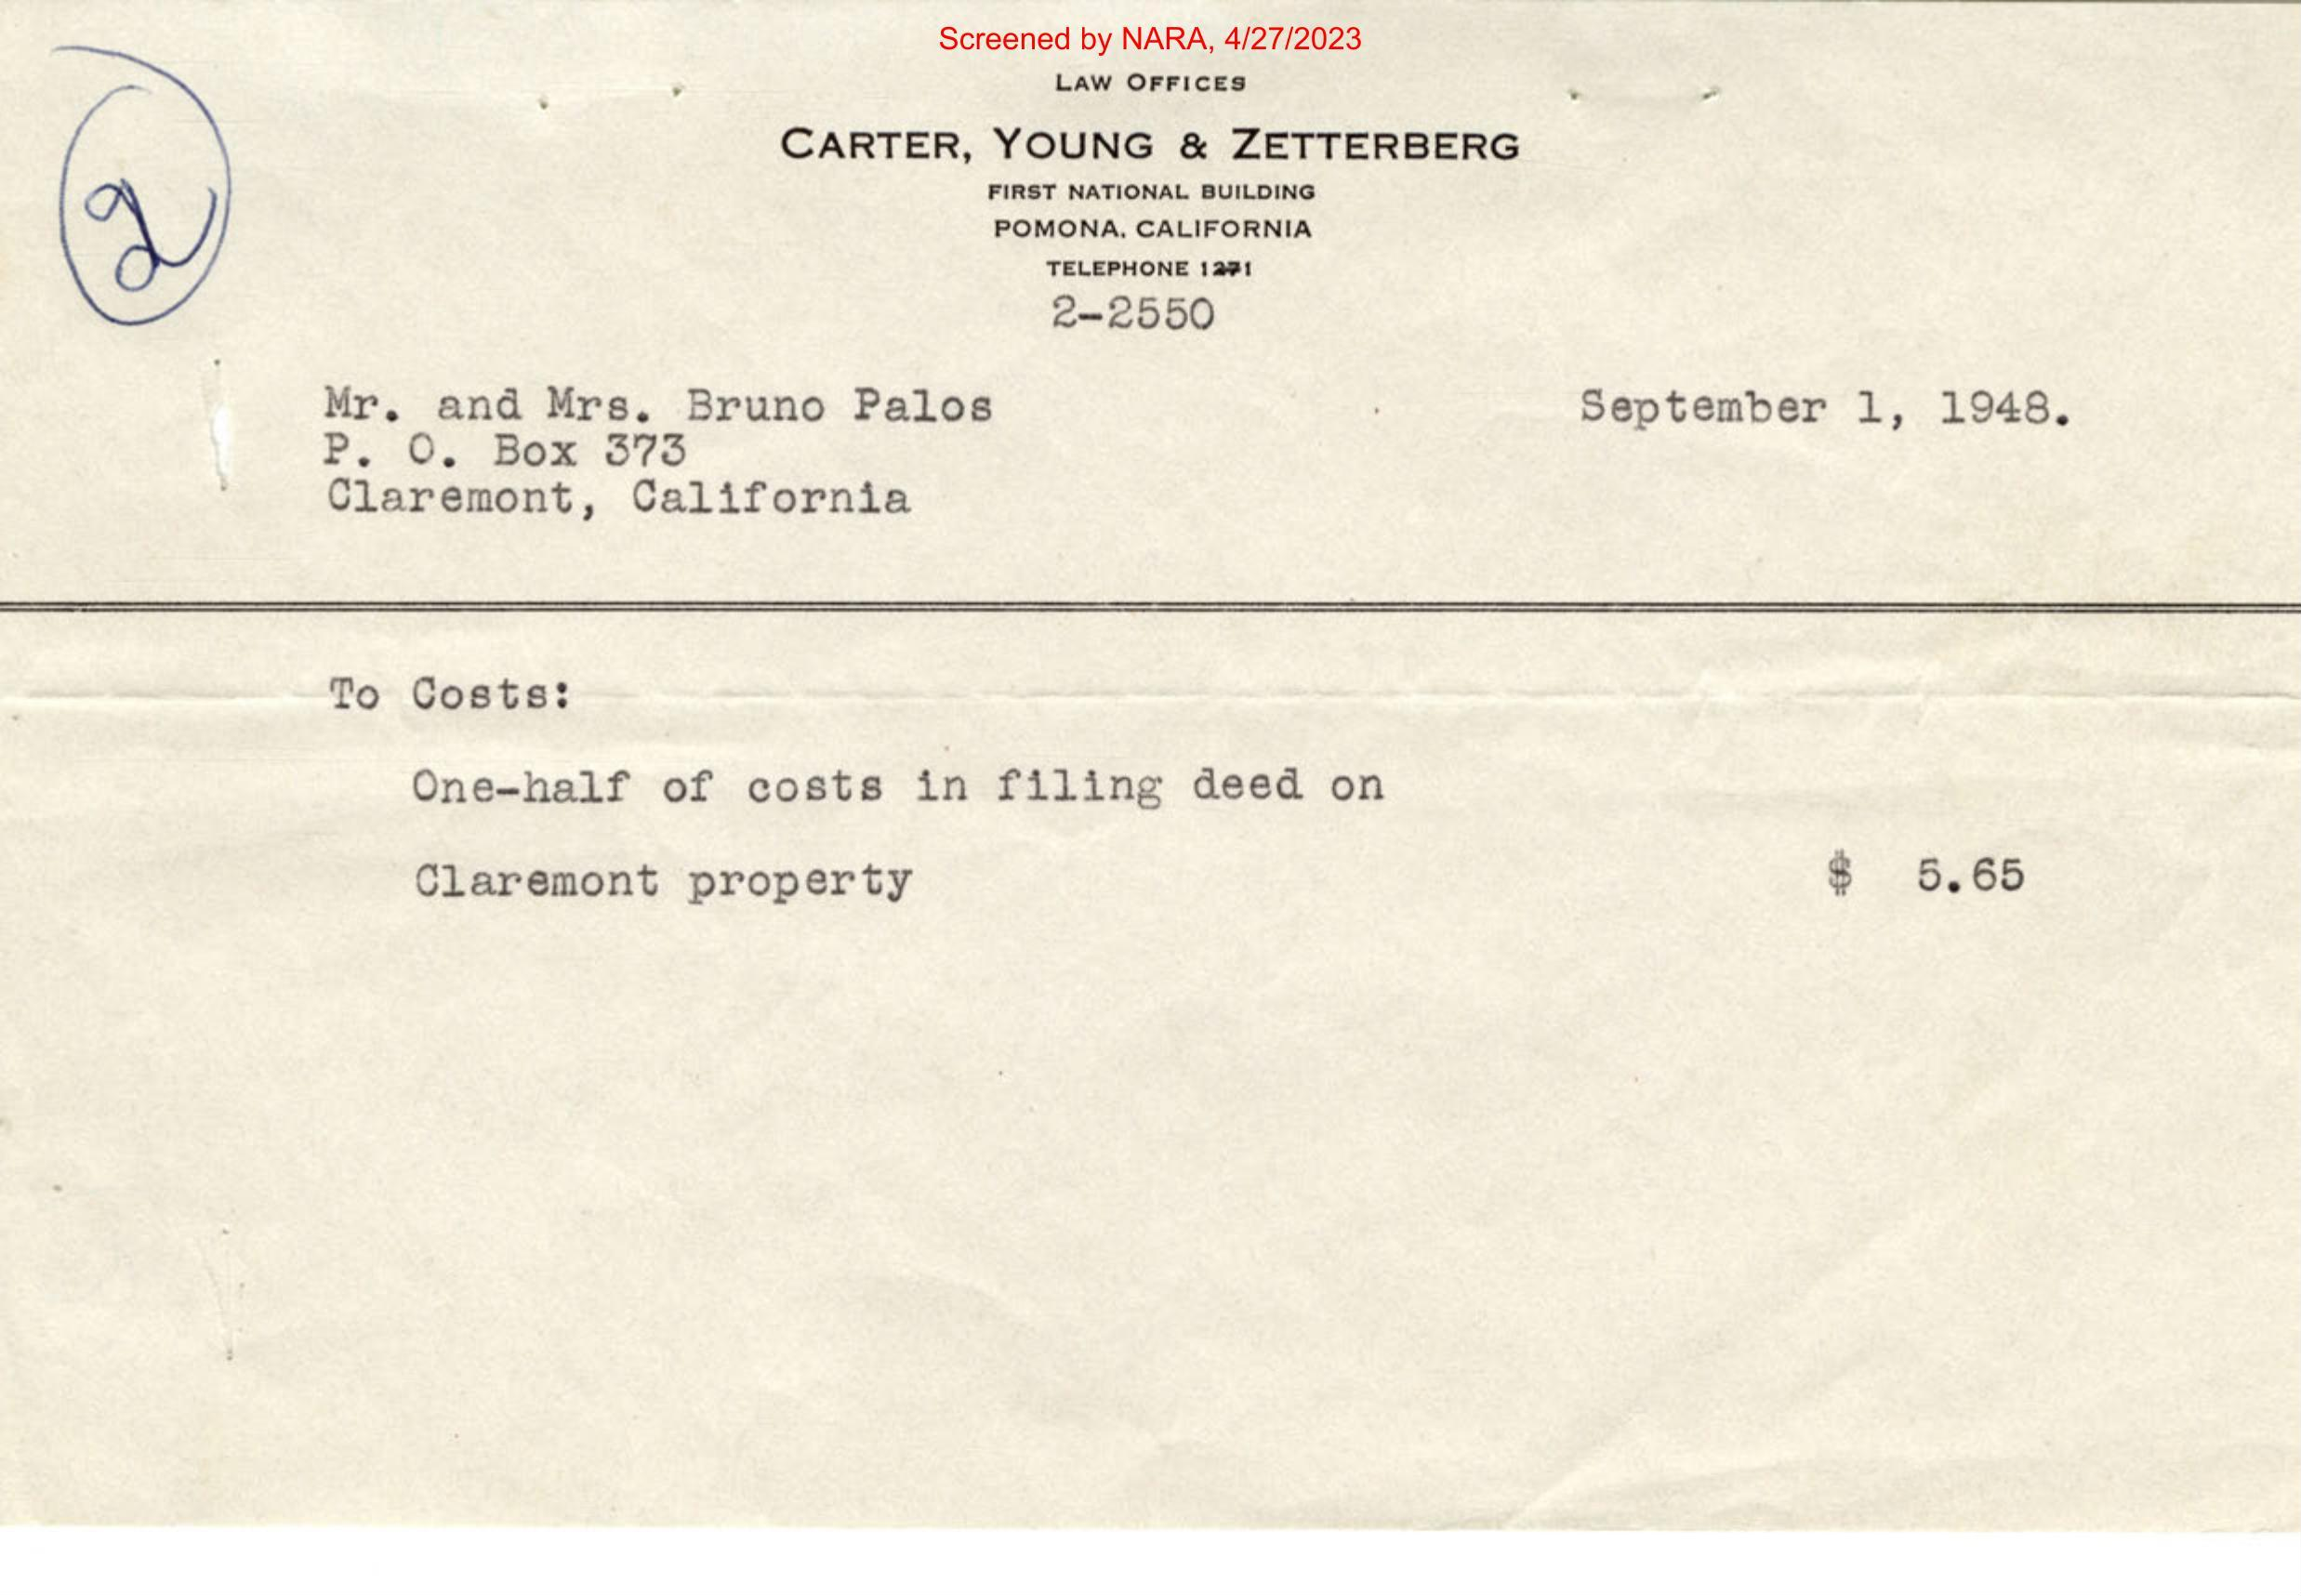 Screened by NARA, 4/27/2023
LAW OFFICES
CARTER, YOUNG & ZETTERBERG
FIRST NATIONAL BUILDING
POMONA, CALIFORNIA
TELEPHONE 1271
2-2550
2
Mr. and Mrs. Bruno Palos
September 1, 1948.
P. O. Box 373
Claremont, California
To Costs:
One-half of costs in filing deed on
Claremont property $ 5.65